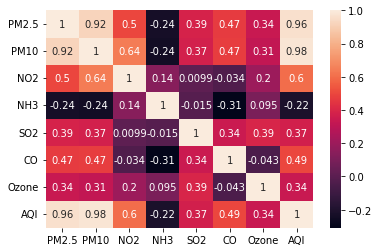 PM2.5 1 0.92 0.5 -0.24 0.39 0.47 0.34 0.96 1.0
PM10 0.92 1 0.64 -0.24 0.37 0.47 0.31 0.98 0.8
NO2 0.5 0.64 1 0.14 0.0099 -0.034 0.2 0.6 0.6
NH3 -0.24 -0.24 0.14 1 -0.015 -0.31 0.095 -0.22 0.4
SO2 0.39 0.37 0.0099 -0.015 1 0.34 0.39 0.37 0.2
CO 0.47 0.47 -0.034 -0.31 0.34 1 -0.043 0.49
Ozone 0.34 0.31 0.2 0.095 0.39 -0.043 1 0.34 0.0
AQI 0.96 0.98 0.6 -0.22 0.37 0.49 0.34 1 -0.2
PM2.5 PM10 NO2 NH3 SO2 CO Ozone AQI